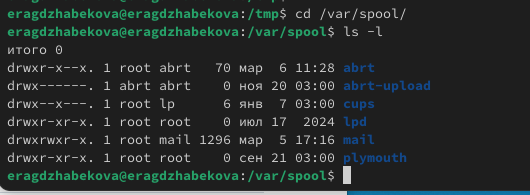 eragdzhabekova@eragdzhabekova:/tmp$ cd /var/spool/
eragdzhabekova@eragdzhabekova:/var/spool$ ls -l
итого 0
drwxr-x--x. 1 root abrt   70 мар  6 11:28 abrt
drwx------. 1 abrt abrt    0 ноя 20 03:00 abrt-upload
drwx--x---. 1 root lp      6 янв  7 03:00 cups
drwxr-xr-x. 1 root root    0 июл 17  2024 lpd
drwxrwxr-x. 1 root mail 1296 мар  5 17:16 mail
drwxr-xr-x. 1 root root    0 сен 21 03:00 plymouth
eragdzhabekova@eragdzhabekova:/var/spool$